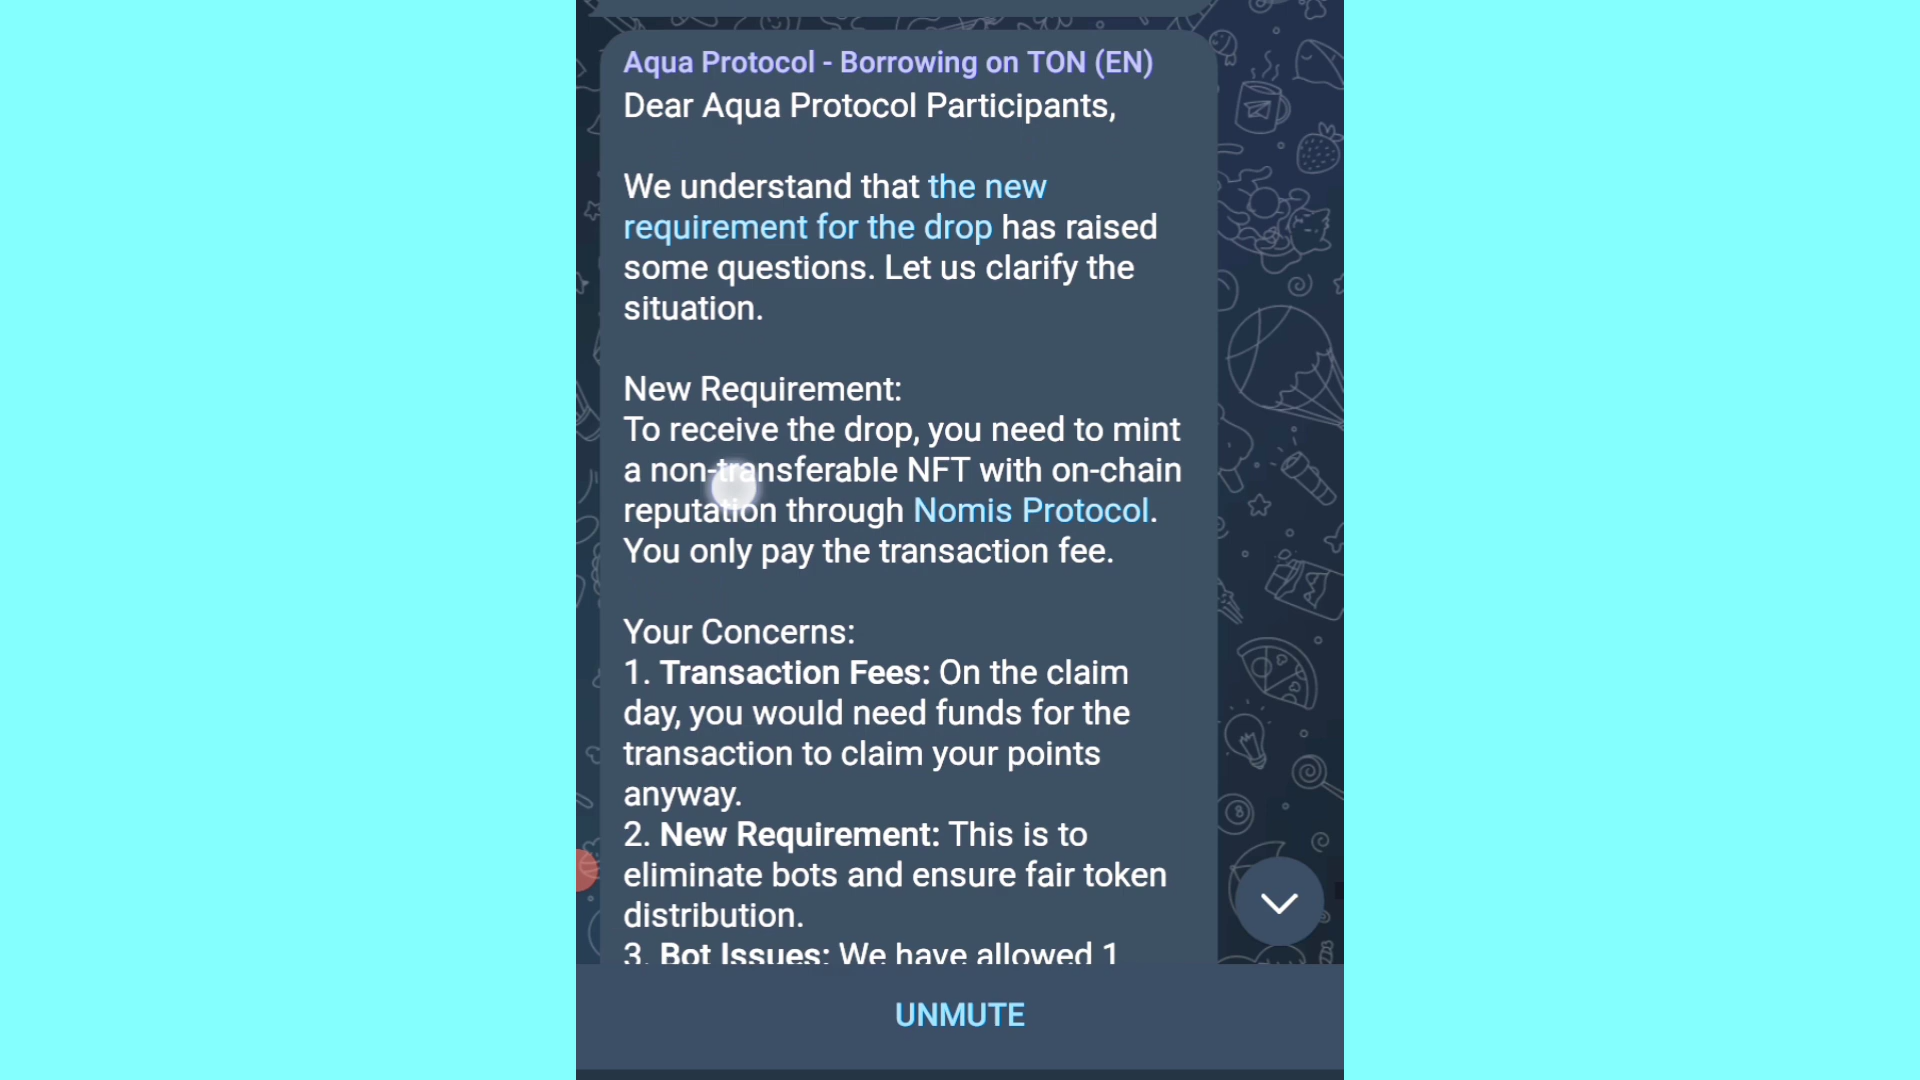 Aqua Protocol - Borrowing on TON (EN)
Dear Aqua Protocol Participants,
We understand that the new
requirement for the drop has raised
some questions. Let us clarify the
situation.
New Requirement:
To receive the drop, you need to mint
a non-transferable NFT with on-chain
reputation through Nomis Protocol.
You only pay the transaction fee.
Your Concerns:
1. Transaction Fees: On the claim
day, you would need funds for the
transaction to claim your points
anyway.
2. New Requirement: This is to
eliminate bots and ensure fair token
distribution.
3. Bot Issues: We have allowed 1
UNMUTE